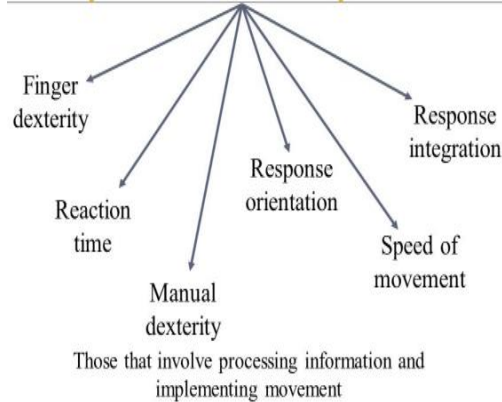 Finger
dexterity
Response
integration
Response
orientation
Reaction
time
Speed of
movement
Manual
dexterity
Those that involve processing information and
implementing movement